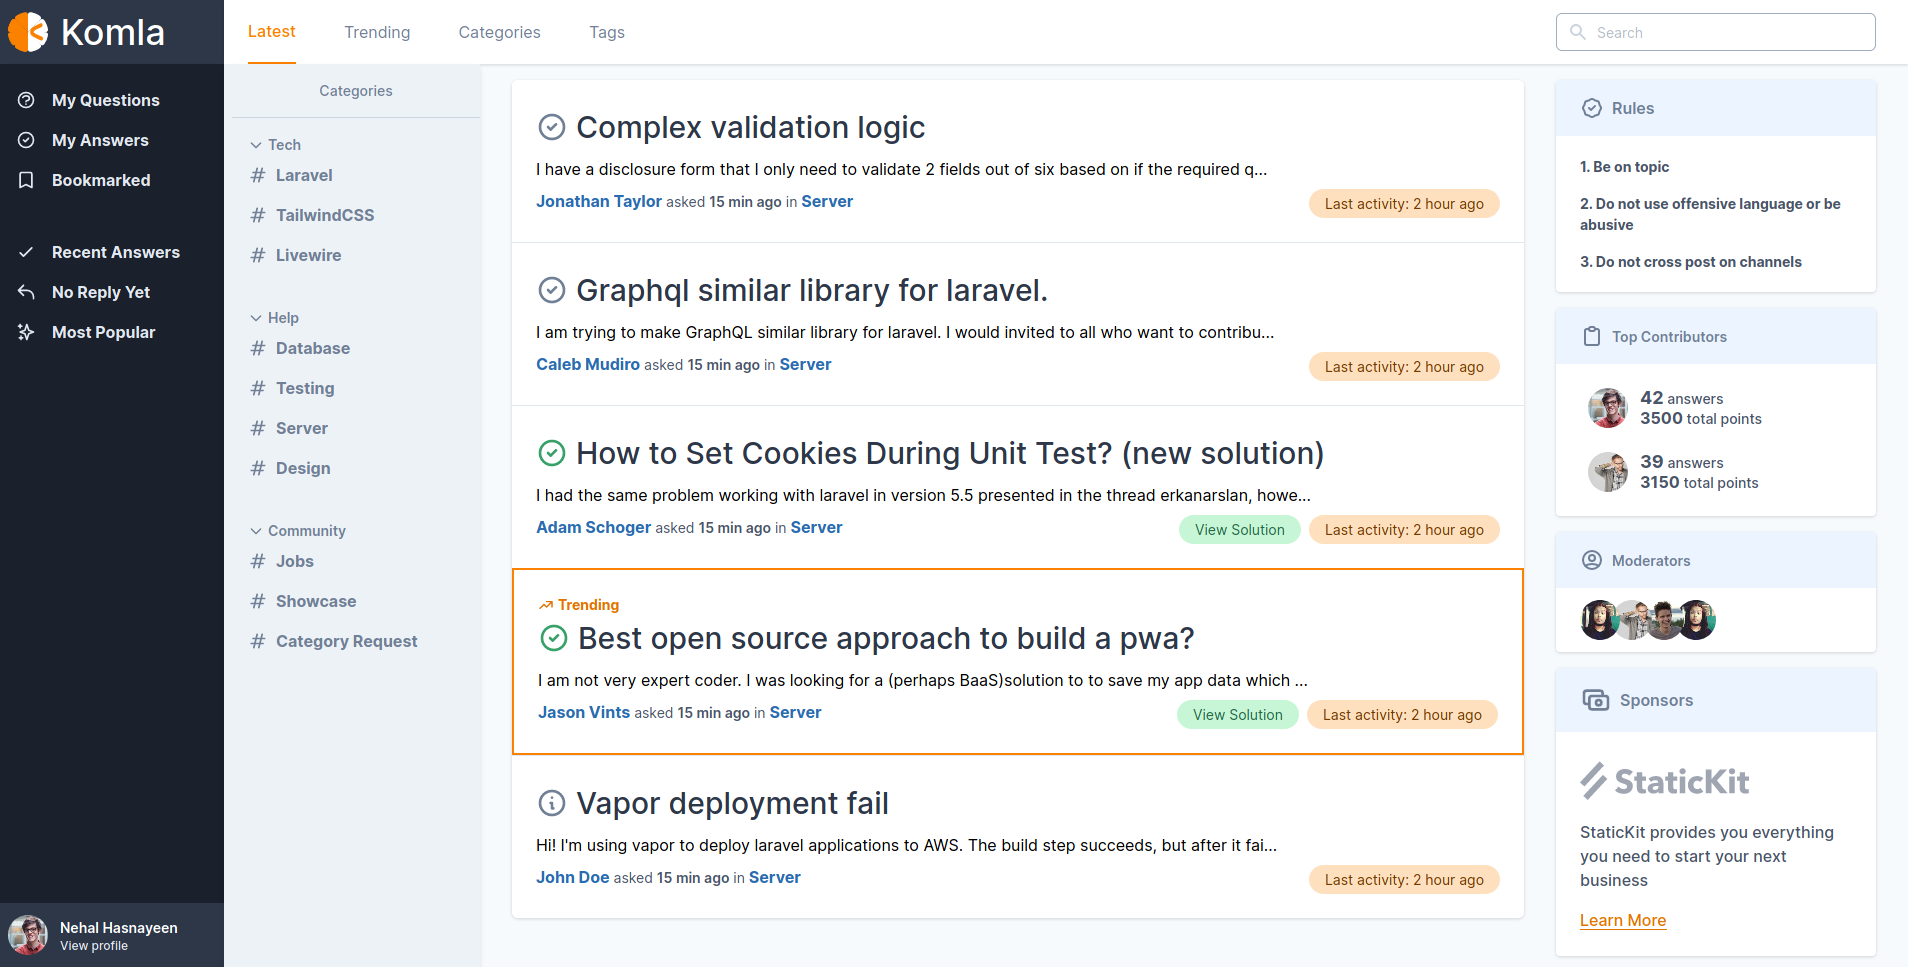 Komla
Latest
Trending
Categories
Tags
Search
My Questions
My Answers
Bookmarked
Recent Answers
No Reply Yet
Most Popular
Nehal Hasnayeen
View profile
Categories
Tech
# Laravel
# TailwindCSS
# Livewire
Help
# Database
# Testing
# Server
# Design
Community
# Jobs
# Showcase
# Category Request
Complex validation logic
I have a disclosure form that I only need to validate 2 fields out of six based on if the required q...
Jonathan Taylor asked 15 min ago in Server
Last activity: 2 hour ago
Graphql similar library for laravel.
I am trying to make GraphQL similar library for laravel. I would invited to all who want to contribu...
Caleb Mudiro asked 15 min ago in Server
Last activity: 2 hour ago
How to Set Cookies During Unit Test? (new solution)
I had the same problem working with laravel in version 5.5 presented in the thread erkanarslan, howe...
Adam Schoger asked 15 min ago in Server
View Solution
Last activity: 2 hour ago
Trending
Best open source approach to build a pwa?
I am not very expert coder. I was looking for a (perhaps BaaS)solution to to save my app data which ...
Jason Vints asked 15 min ago in Server
View Solution
Last activity: 2 hour ago
Vapor deployment fail
Hi! I'm using vapor to deploy laravel applications to AWS. The build step succeeds, but after it fai...
John Doe asked 15 min ago in Server
Last activity: 2 hour ago
Rules
1. Be on topic
2. Do not use offensive language or be
abusive
3. Do not cross post on channels
Top Contributors
42 answers
3500 total points
39 answers
3150 total points
Moderators
Sponsors
StaticKit
StaticKit provides you everything
you need to start your next
business
Learn More